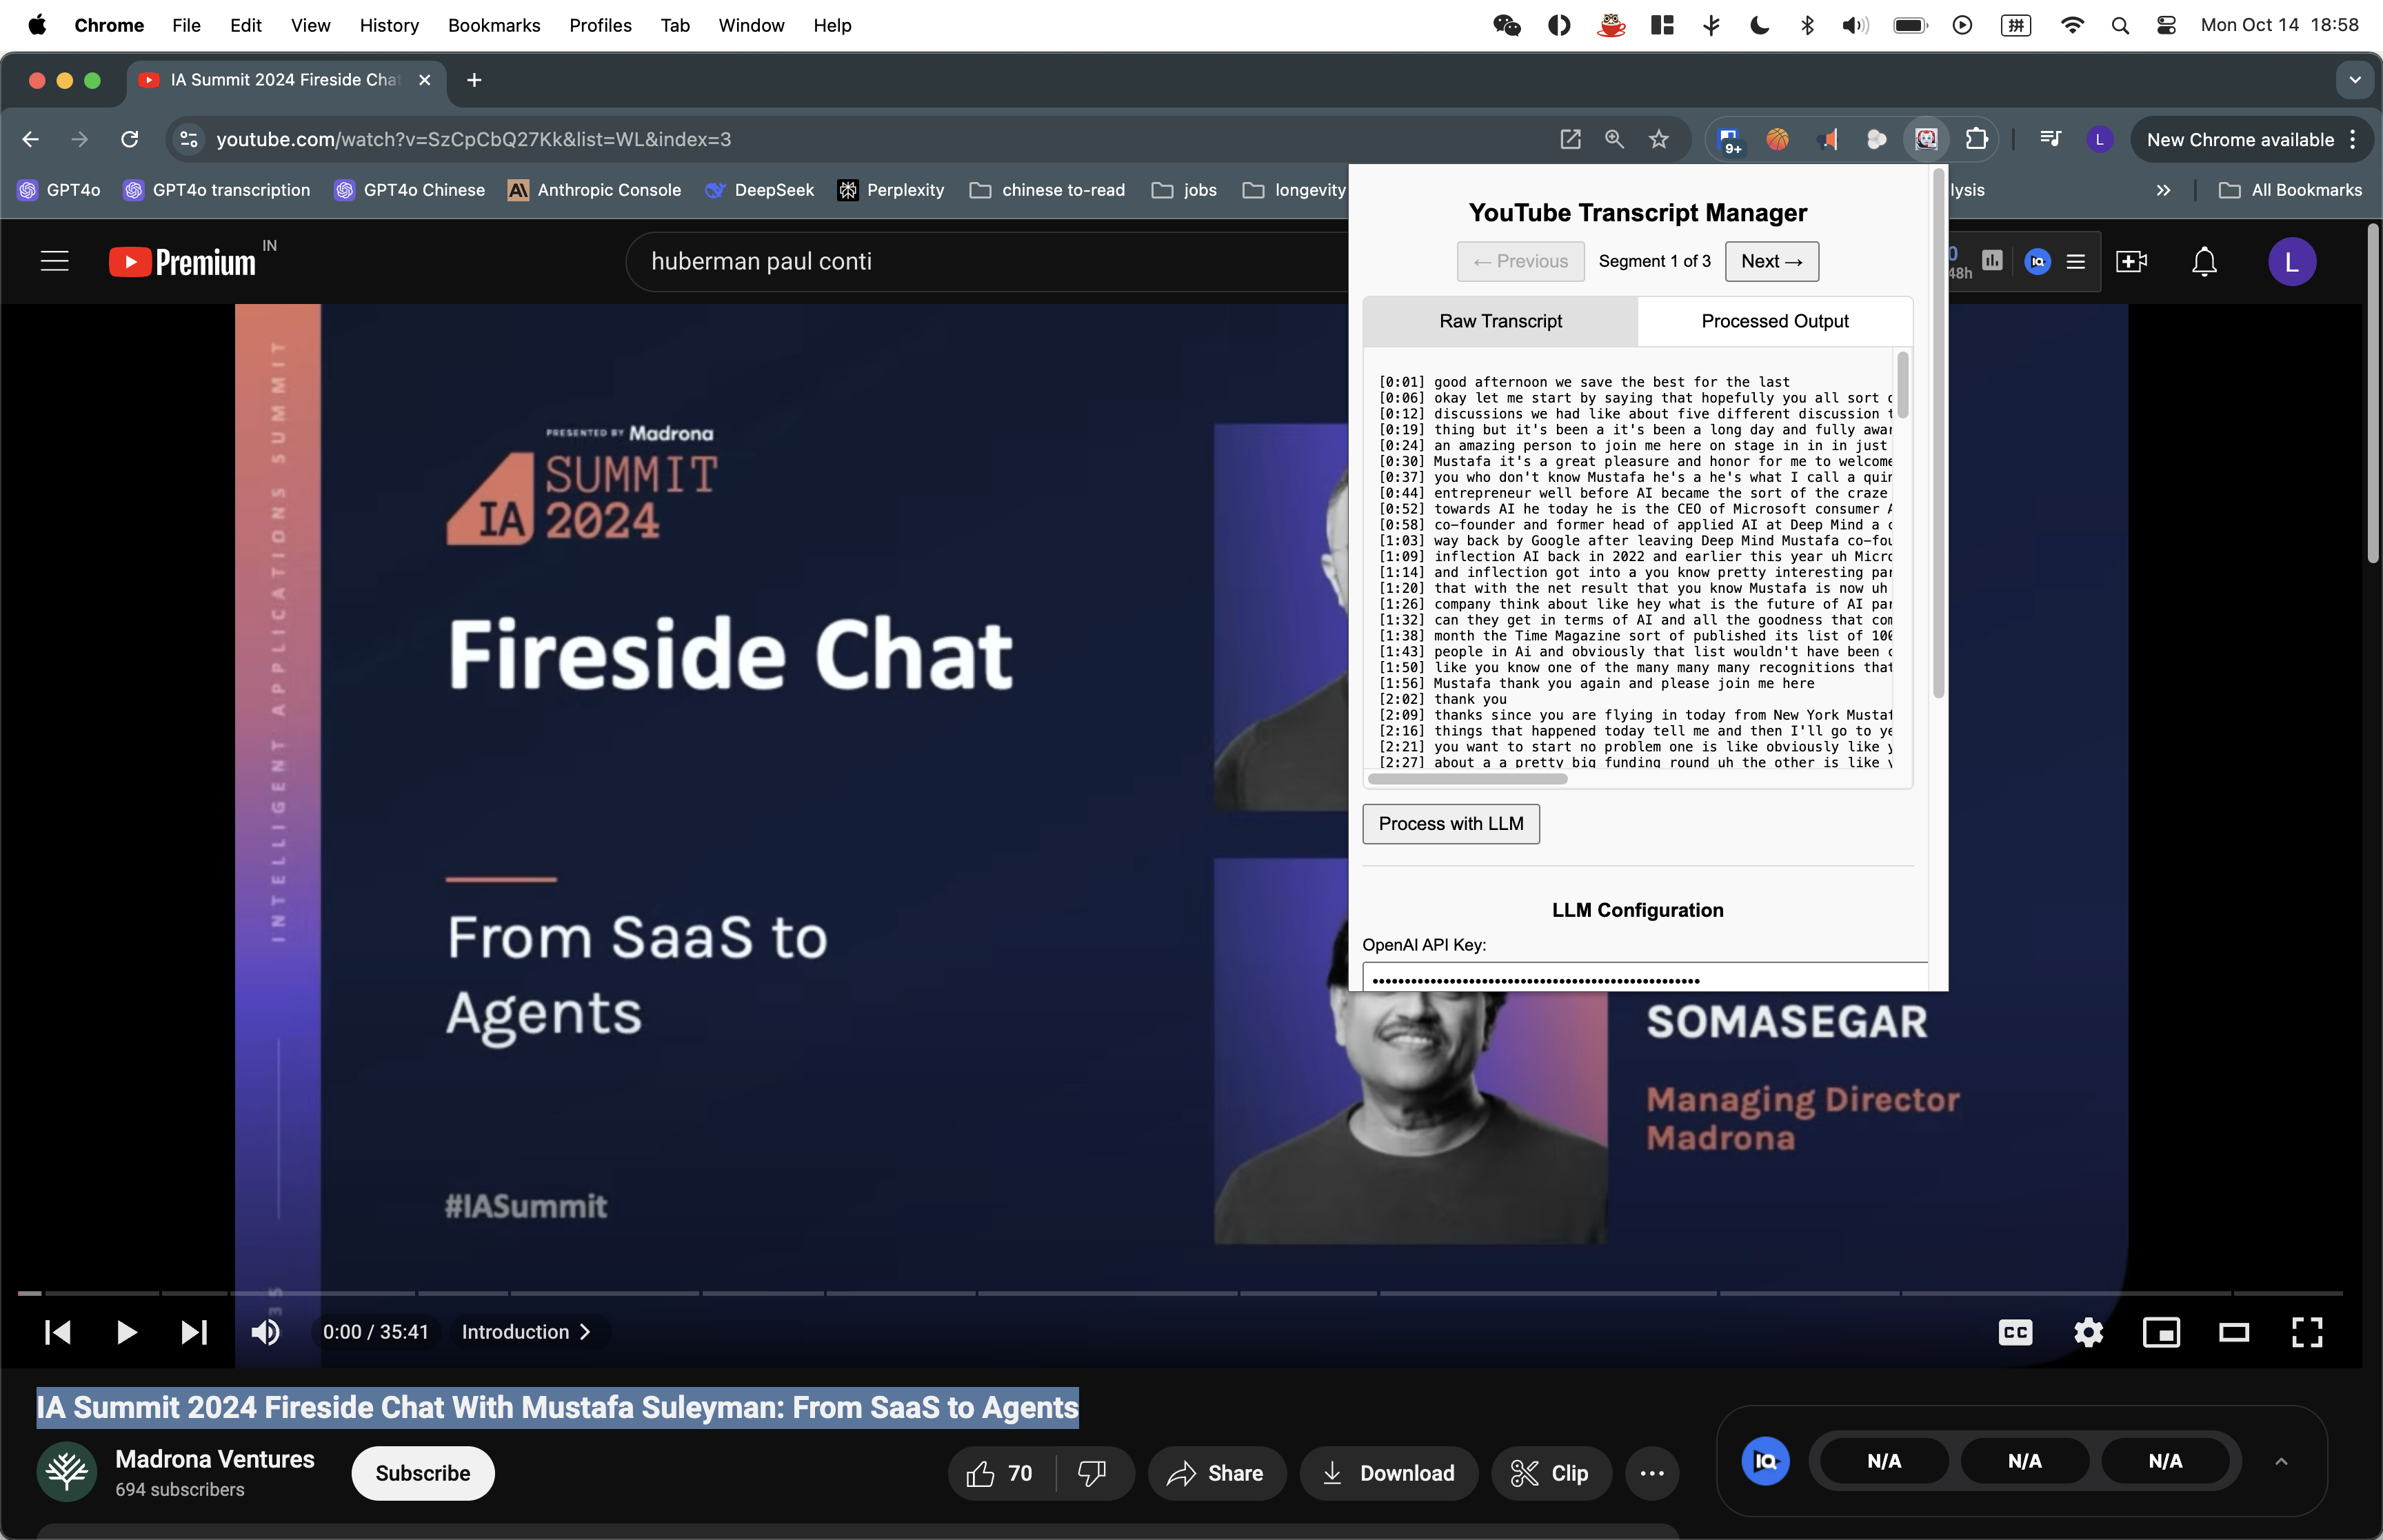 Chrome File Edit View History Bookmarks Profiles Tab Window Help
拼
Mon Oct 14 18:58
IA Summit 2024 Fireside Chat
youtube.com/watch?v=SzCpCbQ27Kk&list=WL&index=3
9+
L
New Chrome available
GPT4o GPT4o transcription GPT4o Chinese Anthropic Console DeepSeek Perplexity chinese to-read jobs longevity
lysis
All Bookmarks
Premium IN
huberman paul conti
0
48h
IQ
L
YouTube Transcript Manager
← Previous Segment 1 of 3 Next →
Raw Transcript Processed Output
[0:01] good afternoon we save the best for the last
[0:06] okay let me start by saying that hopefully you all sort
[0:12] discussions we had like about five different discussion
[0:19] thing but it's been a it's been a long day and fully
[0:24] an amazing person to join me here on stage in in in just
[0:30] Mustafa it's a great pleasure and honor for me to welcome
[0:37] you who don't know Mustafa he's a he's what I call a
[0:44] entrepreneur well before AI became the sort of the craze
[0:52] towards AI he today he is the CEO of Microsoft consumer
[0:58] co-founder and former head of applied AI at Deep Mind a
[1:03] way back by Google after leaving Deep Mind Mustafa
[1:09] inflection AI back in 2022 and earlier this year uh
[1:14] and inflection got into a you know pretty interesting
[1:20] that with the net result that you know Mustafa is now uh
[1:26] company think about like hey what is the future of AI
[1:32] can they get in terms of AI and all the goodness that
[1:38] month the Time Magazine sort of published its list of
[1:43] people in Ai and obviously that list wouldn't have been
[1:50] like you know one of the many many many recognitions that
[1:56] Mustafa thank you again and please join me here
[2:02] thank you
[2:09] thanks since you are flying in today from New York
[2:16] things that happened today tell me and then I'll go to
[2:21] you want to start no problem one is like obviously like
[2:27] about a a pretty big funding round uh the other is like
Process with LLM
LLM Configuration
OpenAI API Key:
INTELLIGENT APPLICATIONS SUMMIT
PRESENTED BY Madrona
IA SUMMIT
2024
Fireside Chat
From SaaS to
Agents
#IASummit
SOMASEGAR
Managing Director
Madrona
0:00 / 35:41 Introduction
CC
IA Summit 2024 Fireside Chat With Mustafa Suleyman: From SaaS to Agents
Madrona Ventures
694 subscribers
Subscribe
70
Share
Download
Clip
IQ
N/A N/A N/A